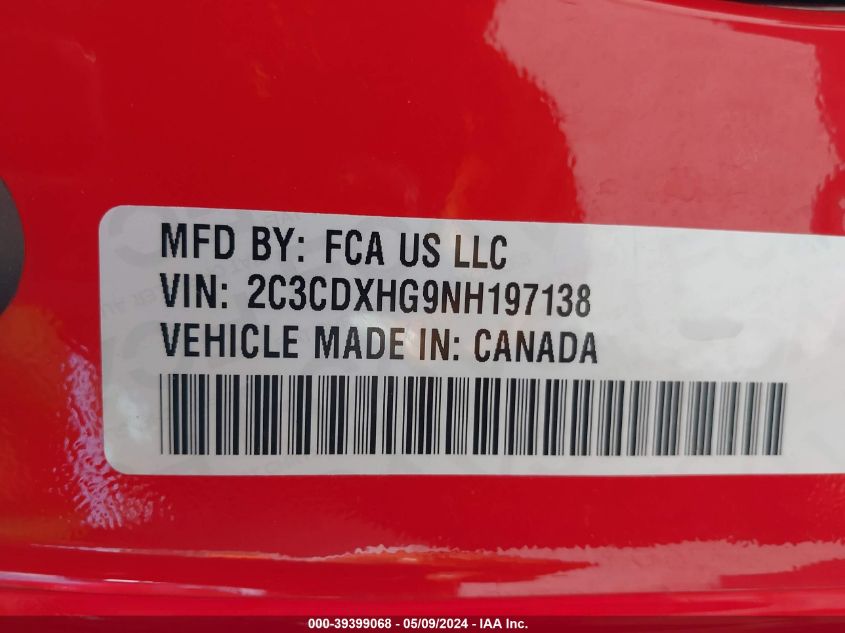 MFD BY: FCA US LLC
VIN: 2C3CDXHG9NH197138
VEHICLE MADE IN: CANADA
000-39399068 - 05/09/2024 - IAA Inc.